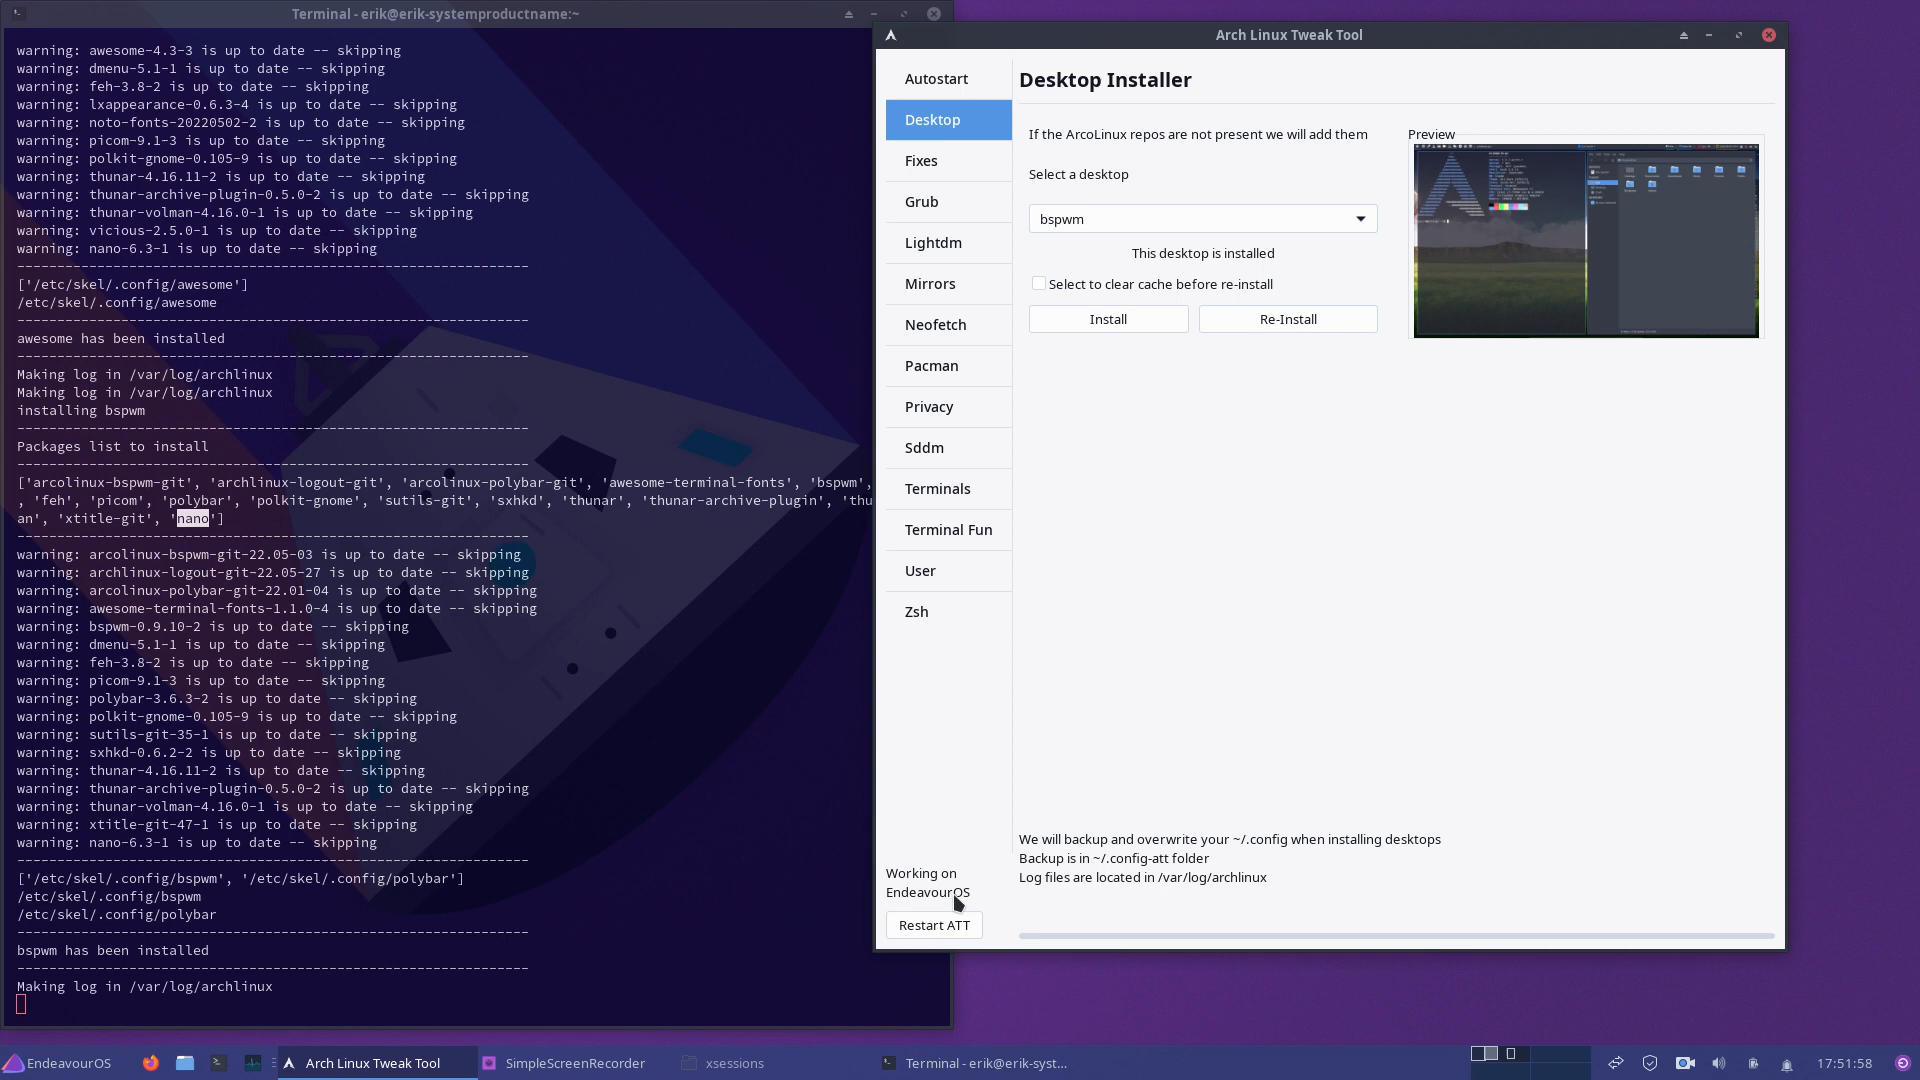 Terminal - erik@erik-systemproductname:~
warning: awesome-4.3-3 is up to date -- skipping
warning: dmenu-5.1-1 is up to date -- skipping
warning: feh-3.8-2 is up to date -- skipping
warning: lxappearance-0.6.3-4 is up to date -- skipping
warning: noto-fonts-20220502-2 is up to date -- skipping
warning: picom-9.1-3 is up to date -- skipping
warning: polkit-gnome-0.105-9 is up to date -- skipping
warning: thunar-4.16.11-2 is up to date -- skipping
warning: thunar-archive-plugin-0.5.0-2 is up to date -- skipping
warning: thunar-volman-4.16.0-1 is up to date -- skipping
warning: vicious-2.5.0-1 is up to date -- skipping
warning: nano-6.3-1 is up to date -- skipping
----------------------------------------------------------------
['/etc/skel/.config/awesome']
/etc/skel/.config/awesome
----------------------------------------------------------------
awesome has been installed
----------------------------------------------------------------
Making log in /var/log/archlinux
Making log in /var/log/archlinux
installing bspwm
----------------------------------------------------------------
Packages list to install
----------------------------------------------------------------
['arcolinux-bspwm-git', 'archlinux-logout-git', 'arcolinux-polybar-git', 'awesome-terminal-fonts', 'bspwm',
, 'feh', 'picom', 'polybar', 'polkit-gnome', 'sutils-git', 'sxhkd', 'thunar', 'thunar-archive-plugin', 'thu
an', 'xtitle-git', 'nano']
----------------------------------------------------------------
warning: arcolinux-bspwm-git-22.05-03 is up to date -- skipping
warning: archlinux-logout-git-22.05-27 is up to date -- skipping
warning: arcolinux-polybar-git-22.01-04 is up to date -- skipping
warning: awesome-terminal-fonts-1.1.0-4 is up to date -- skipping
warning: bspwm-0.9.10-2 is up to date -- skipping
warning: dmenu-5.1-1 is up to date -- skipping
warning: feh-3.8-2 is up to date -- skipping
warning: picom-9.1-3 is up to date -- skipping
warning: polybar-3.6.3-2 is up to date -- skipping
warning: polkit-gnome-0.105-9 is up to date -- skipping
warning: sutils-git-35-1 is up to date -- skipping
warning: sxhkd-0.6.2-2 is up to date -- skipping
warning: thunar-4.16.11-2 is up to date -- skipping
warning: thunar-archive-plugin-0.5.0-2 is up to date -- skipping
warning: thunar-volman-4.16.0-1 is up to date -- skipping
warning: xtitle-git-47-1 is up to date -- skipping
warning: nano-6.3-1 is up to date -- skipping
----------------------------------------------------------------
['/etc/skel/.config/bspwm', '/etc/skel/.config/polybar']
/etc/skel/.config/bspwm
/etc/skel/.config/polybar
----------------------------------------------------------------
bspwm has been installed
----------------------------------------------------------------
Making log in /var/log/archlinux
Arch Linux Tweak Tool
Autostart
Desktop
Fixes
Grub
Lightdm
Mirrors
Neofetch
Pacman
Privacy
Sddm
Terminals
Terminal Fun
User
Zsh
Working on
EndeavourOS
Restart ATT
Desktop Installer
If the ArcoLinux repos are not present we will add them
Select a desktop
bspwm
This desktop is installed
Select to clear cache before re-install
Install
Re-Install
Preview
We will backup and overwrite your ~/.config when installing desktops
Backup is in ~/.config-att folder
Log files are located in /var/log/archlinux
EndeavourOS
Arch Linux Tweak Tool
SimpleScreenRecorder
xsessions
Terminal - erik@erik-syst...
17:51:58